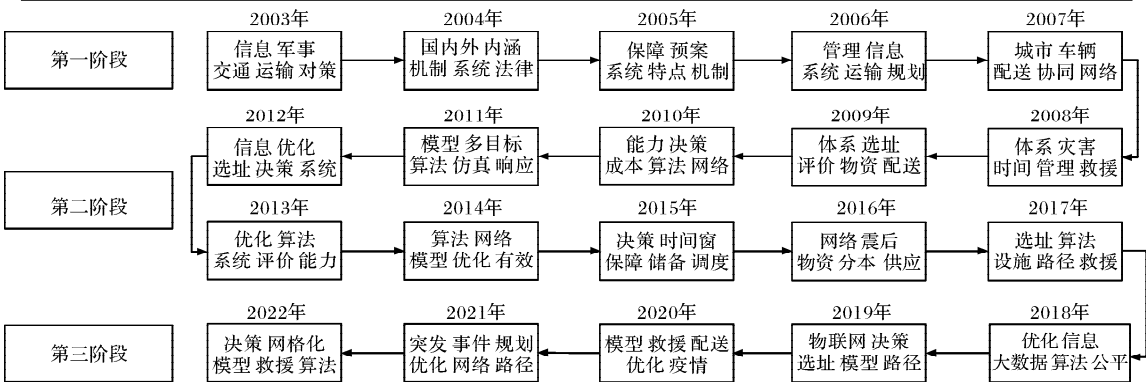 2003年 2004年 2005年 2006年 2007年
第一阶段
信息 军事
交通 运输 对策
国内外 内涵
机制 系统 法律
保障 预案
系统 特点 机制
管理 信息
系统 运输 规划
城市 车辆
配送 协同 网络
2012年 2011年 2010年 2009年 2008年
信息 优化
选址 决策 系统
模型 多目标
算法 仿真 响应
能力 决策
成本 算法 网络
体系 选址
评价 物资 配送
体系 灾害
时间 管理 救援
第二阶段
2013年 2014年 2015年 2016年 2017年
优化 算法
系统 评价 能力
算法 网络
模型 优化 有效
决策 时间窗
保障 储备 调度
网络 震后
物资 分本 供应
选址 算法
设施 路径 救援
2022年 2021年 2020年 2019年 2018年
第三阶段
决策 网格化
模型 救援 算法
突发 事件 规划
优化 网络 路径
模型 救援 配送
优化 疫情
物联网 决策
选址 模型 路径
优化 信息
大数据 算法 公平